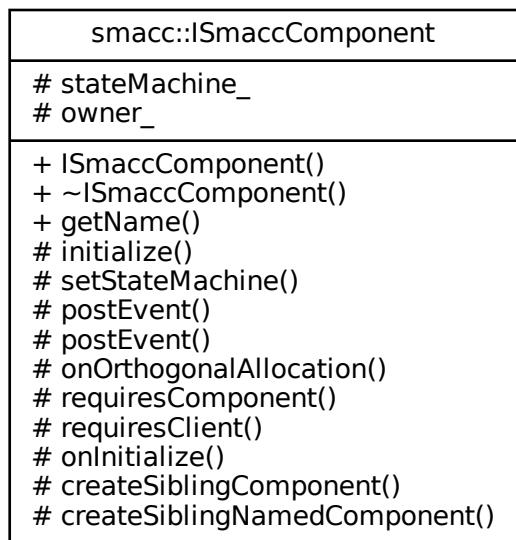 smacc::ISmaccComponent
# stateMachine_
# owner_
+ ISmaccComponent()
+ ~ISmaccComponent()
+ getName()
# initialize()
# setStateMachine()
# postEvent()
# postEvent()
# onOrthogonalAllocation()
# requiresComponent()
# requiresClient()
# onInitialize()
# createSiblingComponent()
# createSiblingNamedComponent()